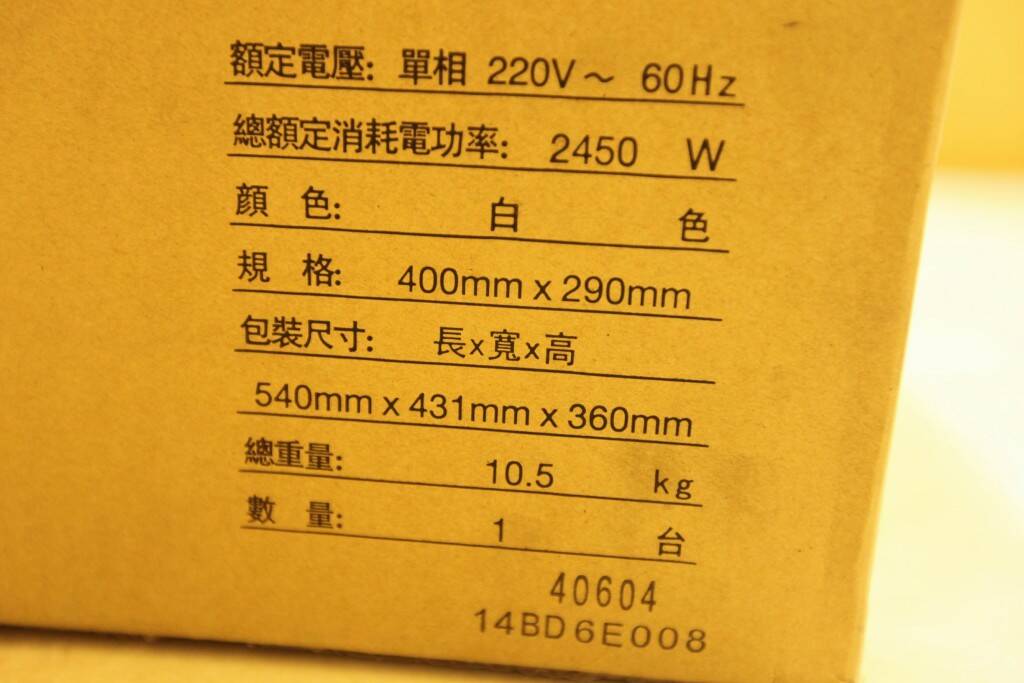 額定電壓: 單相 220V～ 60Hz
總額定消耗電功率: 2450 W
顏 色: 白 色
規 格: 400mm x 290mm
包裝尺寸: 長x寬x高
540mm x 431mm x 360mm
總重量: 10.5 kg
數 量: 1 台
40604
14BD6E008